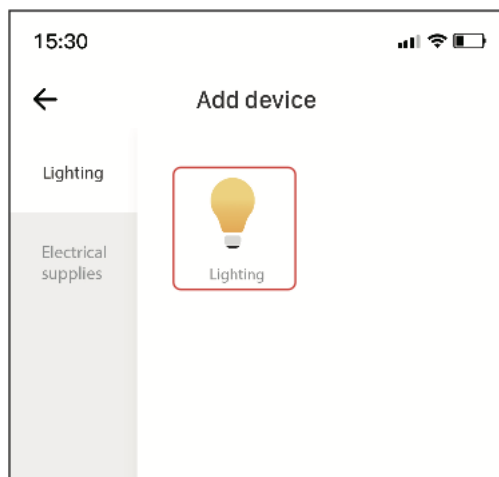 15:30
Add device
Lighting
Electrical
supplies
Lighting